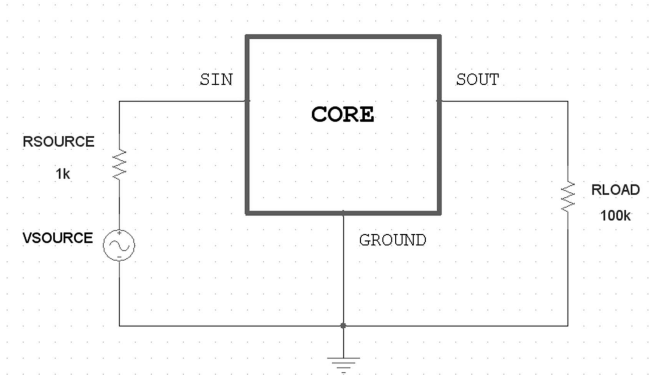 SIN
SOUT
CORE
RSOURCE
1k
RLOAD
100k
VSOURCE
GROUND